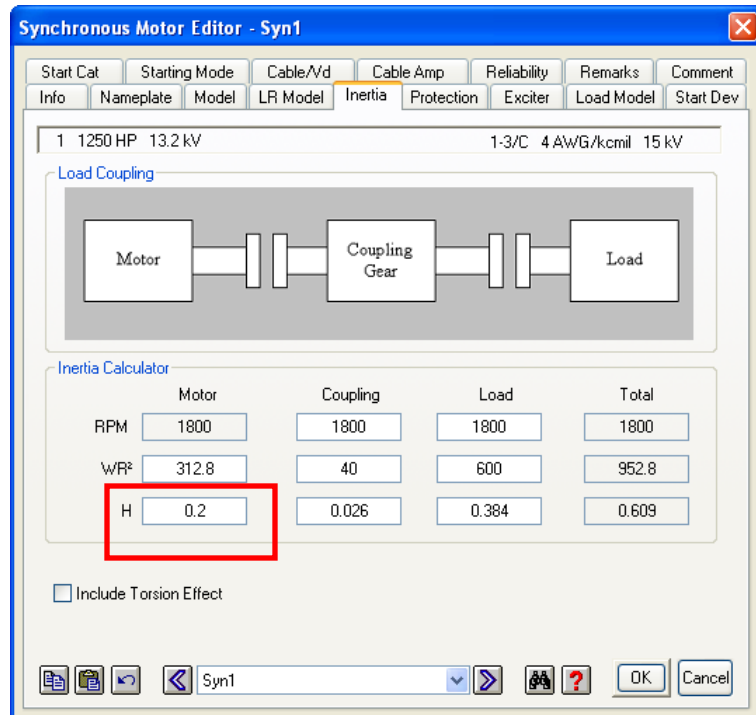 Synchronous Motor Editor - Syn1
Start Cat Starting Mode Cable/Vd Cable Amp Reliability Remarks Comment
Info Nameplate Model LR Model Inertia Protection Exciter Load Model Start Dev
1 1250 HP 13.2 kV 1-3/C 4 AWG/kcmil 15 kV
Load Coupling
Motor
Coupling
Gear
Load
Inertia Calculator
Motor Coupling Load Total
RPM 1800 1800 1800 1800
WR² 312.8 40 600 952.8
H 0.2 0.026 0.384 0.609
Include Torsion Effect
Syn1 ? OK Cancel